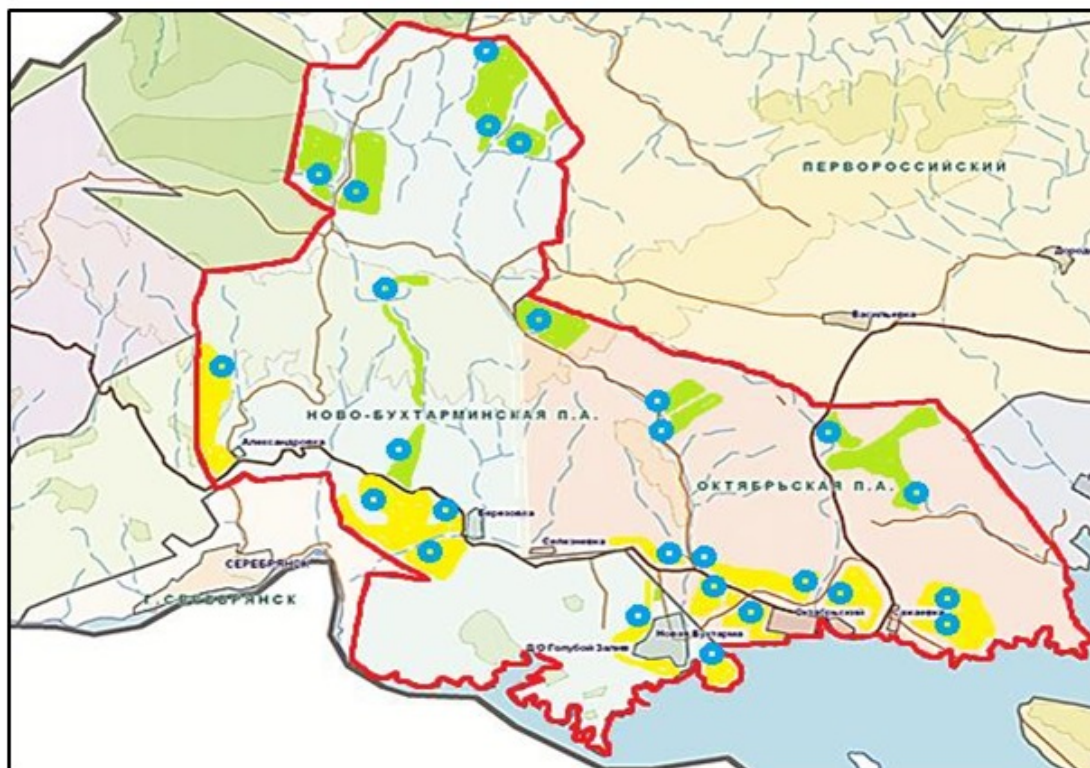 ПЕРВОРОССИЙСКИЙ
Васильевка
НОВО-БУХТАРМИНСКАЯ П.А.
Александровка
ОКТЯБРЬСКАЯ П.А.
Березовка
Селезневка
СЕРЕБРЯНСК
Г. СЕРЕБРЯНСК
Октябрьский
Новая Бухтарма
Д/О Голубой Залив